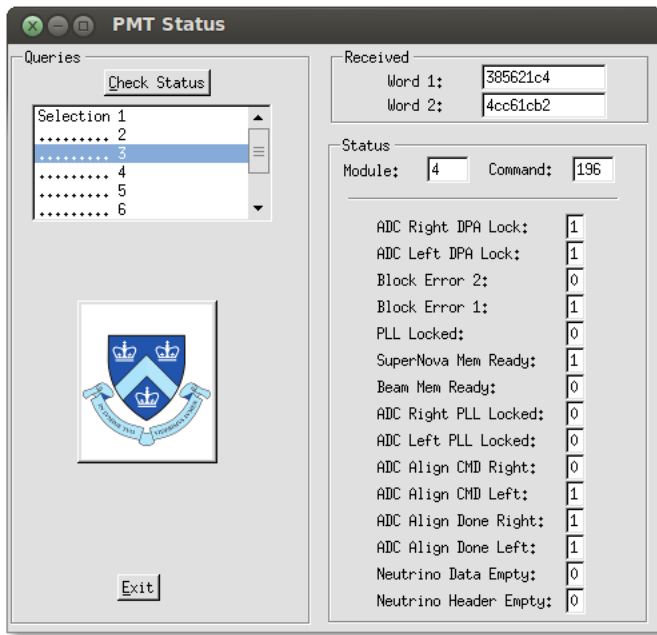 PMT Status
Queries
Check Status
Selection 1
......... 2
......... 3
......... 4
......... 5
......... 6
Exit
Received
Word 1: 385621c4
Word 2: 4cc61cb2
Status
Module: 4 Command: 196
ADC Right DPA Lock: 1
ADC Left DPA Lock: 1
Block Error 2: 0
Block Error 1: 1
PLL Locked: 0
SuperNova Mem Ready: 1
Beam Mem Ready: 0
ADC Right PLL Locked: 0
ADC Left PLL Locked: 0
ADC Align CMD Right: 0
ADC Align CMD Left: 1
ADC Align Done Right: 1
ADC Align Done Left: 1
Neutrino Data Empty: 0
Neutrino Header Empty: 0